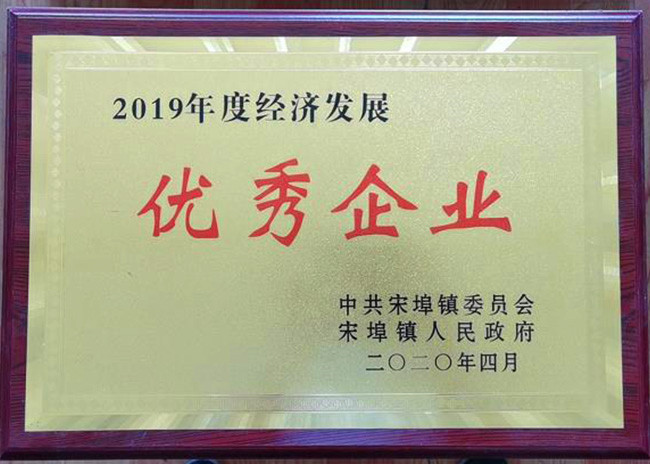 2019年度经济发展
优秀企业
中共宋埠镇委员会
宋埠镇人民政府
二〇二〇年四月